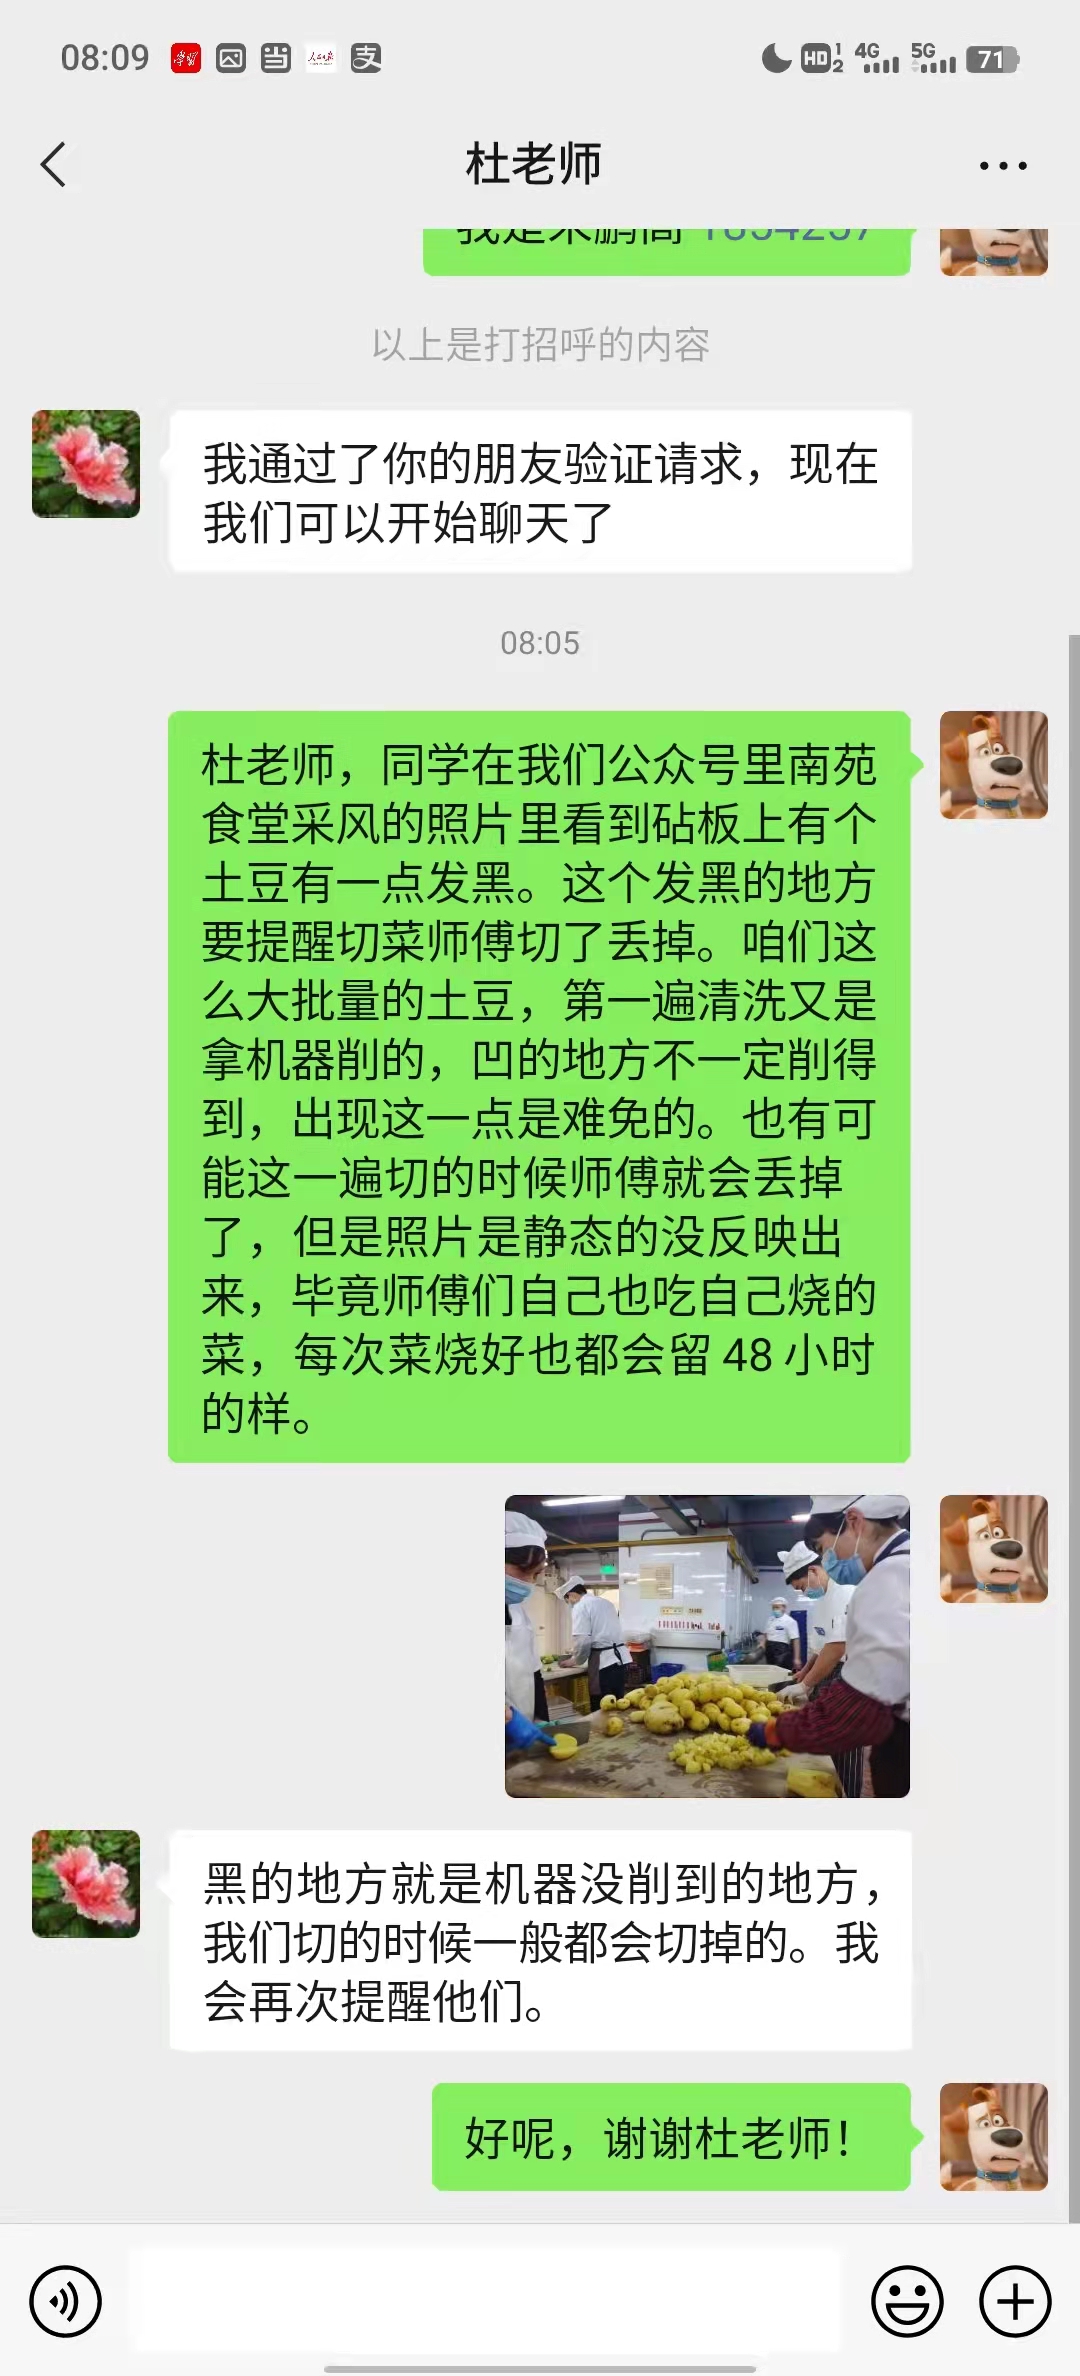 08:09
学习
当
人民日报
支
HD 1 2 4G 5G 71
杜老师
以上是打招呼的内容
我通过了你的朋友验证请求，现在
我们可以开始聊天了
08:05
杜老师，同学在我们公众号里南苑
食堂采风的照片里看到砧板上有个
土豆有一点发黑。这个发黑的地方
要提醒切菜师傅切了丢掉。咱们这
么大批量的土豆，第一遍清洗又是
拿机器削的，凹的地方不一定削得
到，出现这一点是难免的。也有可
能这一遍切的时候师傅就会丢掉
了，但是照片是静态的没反映出
来，毕竟师傅们自己也吃自己烧的
菜，每次菜烧好也都会留 48 小时
的样。
黑的地方就是机器没削到的地方，
我们切的时候一般都会切掉的。我
会再次提醒他们。
好呢，谢谢杜老师！